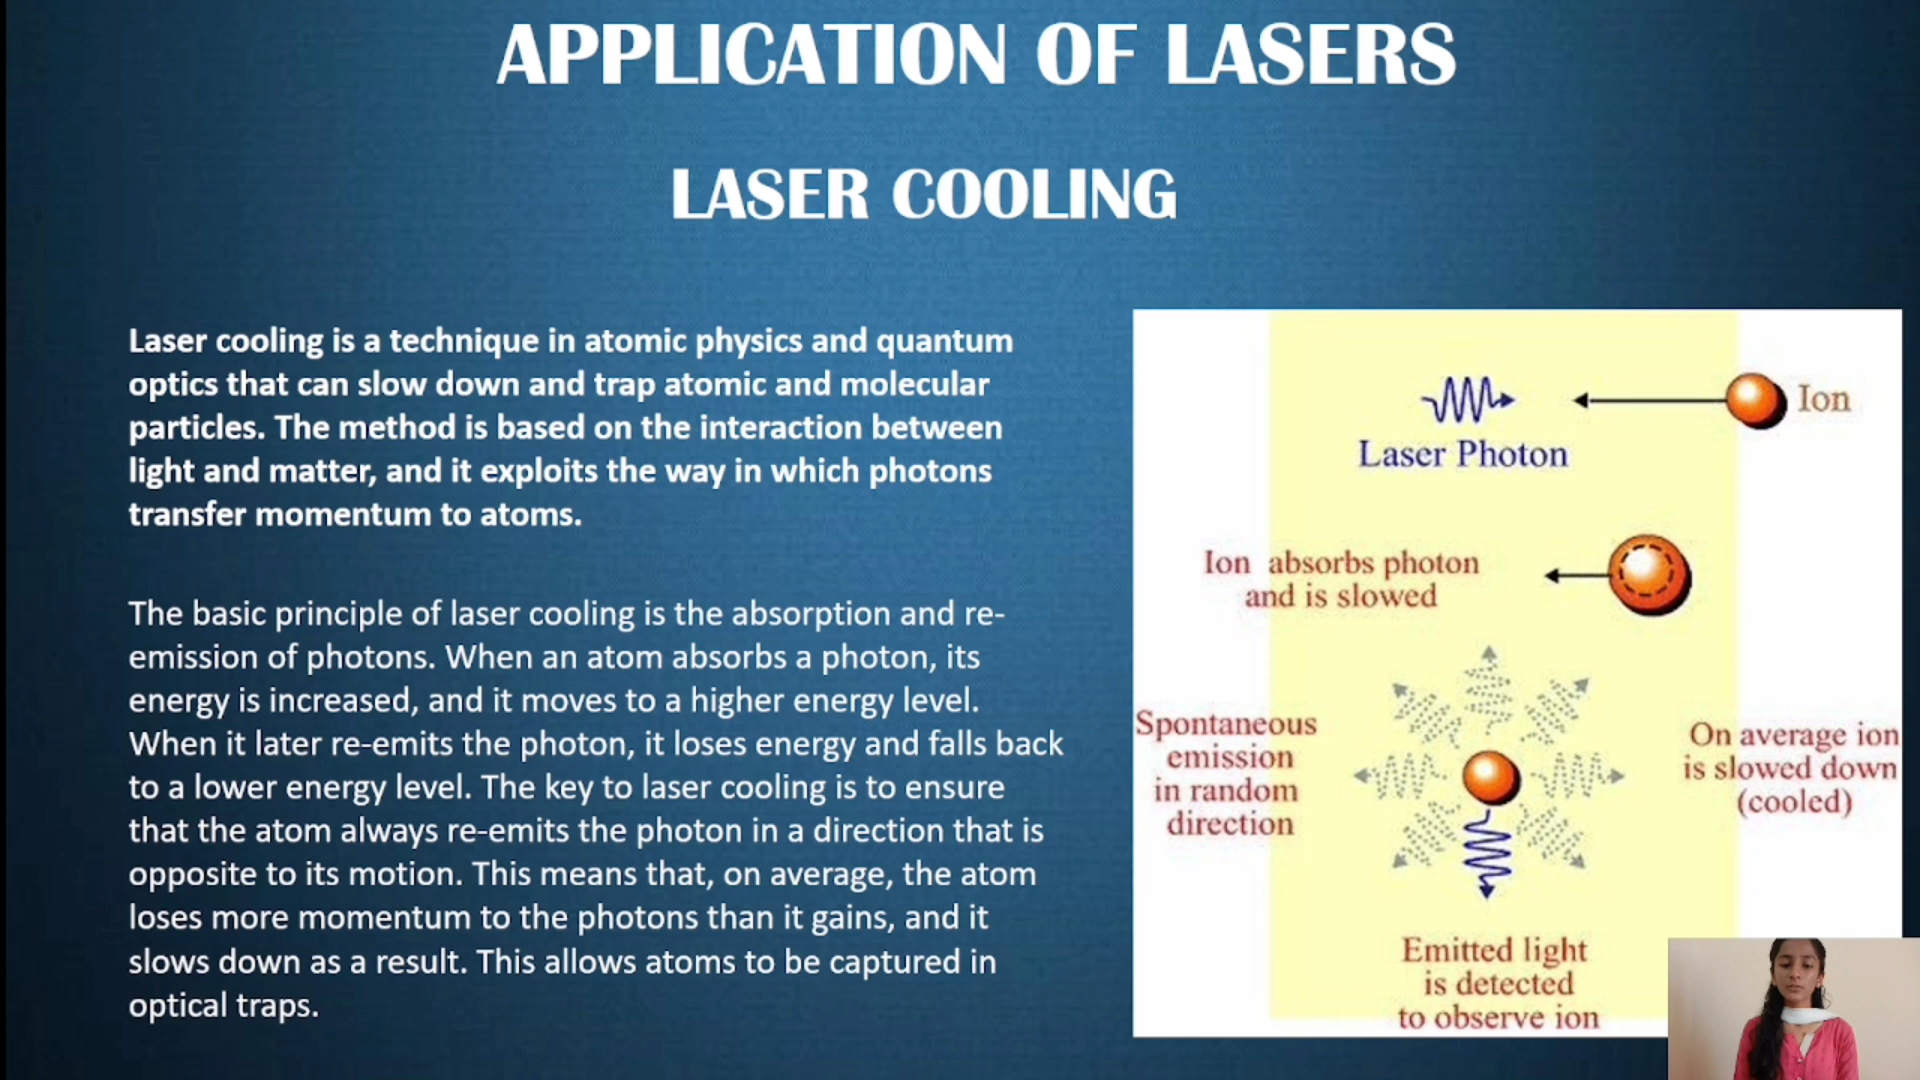 APPLICATION OF LASERS
LASER COOLING
Laser cooling is a technique in atomic physics and quantum
optics that can slow down and trap atomic and molecular
particles. The method is based on the interaction between
light and matter, and it exploits the way in which photons
transfer momentum to atoms.
The basic principle of laser cooling is the absorption and re-
emission of photons. When an atom absorbs a photon, its
energy is increased, and it moves to a higher energy level.
When it later re-emits the photon, it loses energy and falls back
to a lower energy level. The key to laser cooling is to ensure
that the atom always re-emits the photon in a direction that is
opposite to its motion. This means that, on average, the atom
loses more momentum to the photons than it gains, and it
slows down as a result. This allows atoms to be captured in
optical traps.
Ion
Laser Photon
Ion absorbs photon
and is slowed
Spontaneous
emission
in random
direction
On average ion
is slowed down
(cooled)
Emitted light
is detected
to observe ion